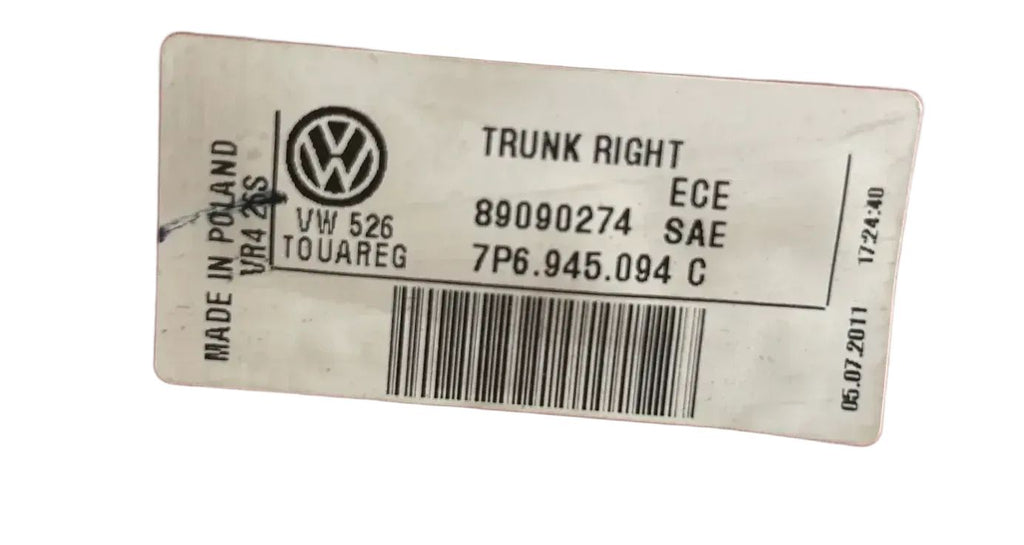 MADE IN POLAND
VR4 26S
VW 526
TOUAREG
TRUNK RIGHT
ECE
89090274 SAE
7P6.945.094 C
05.07.2011 17:24:40